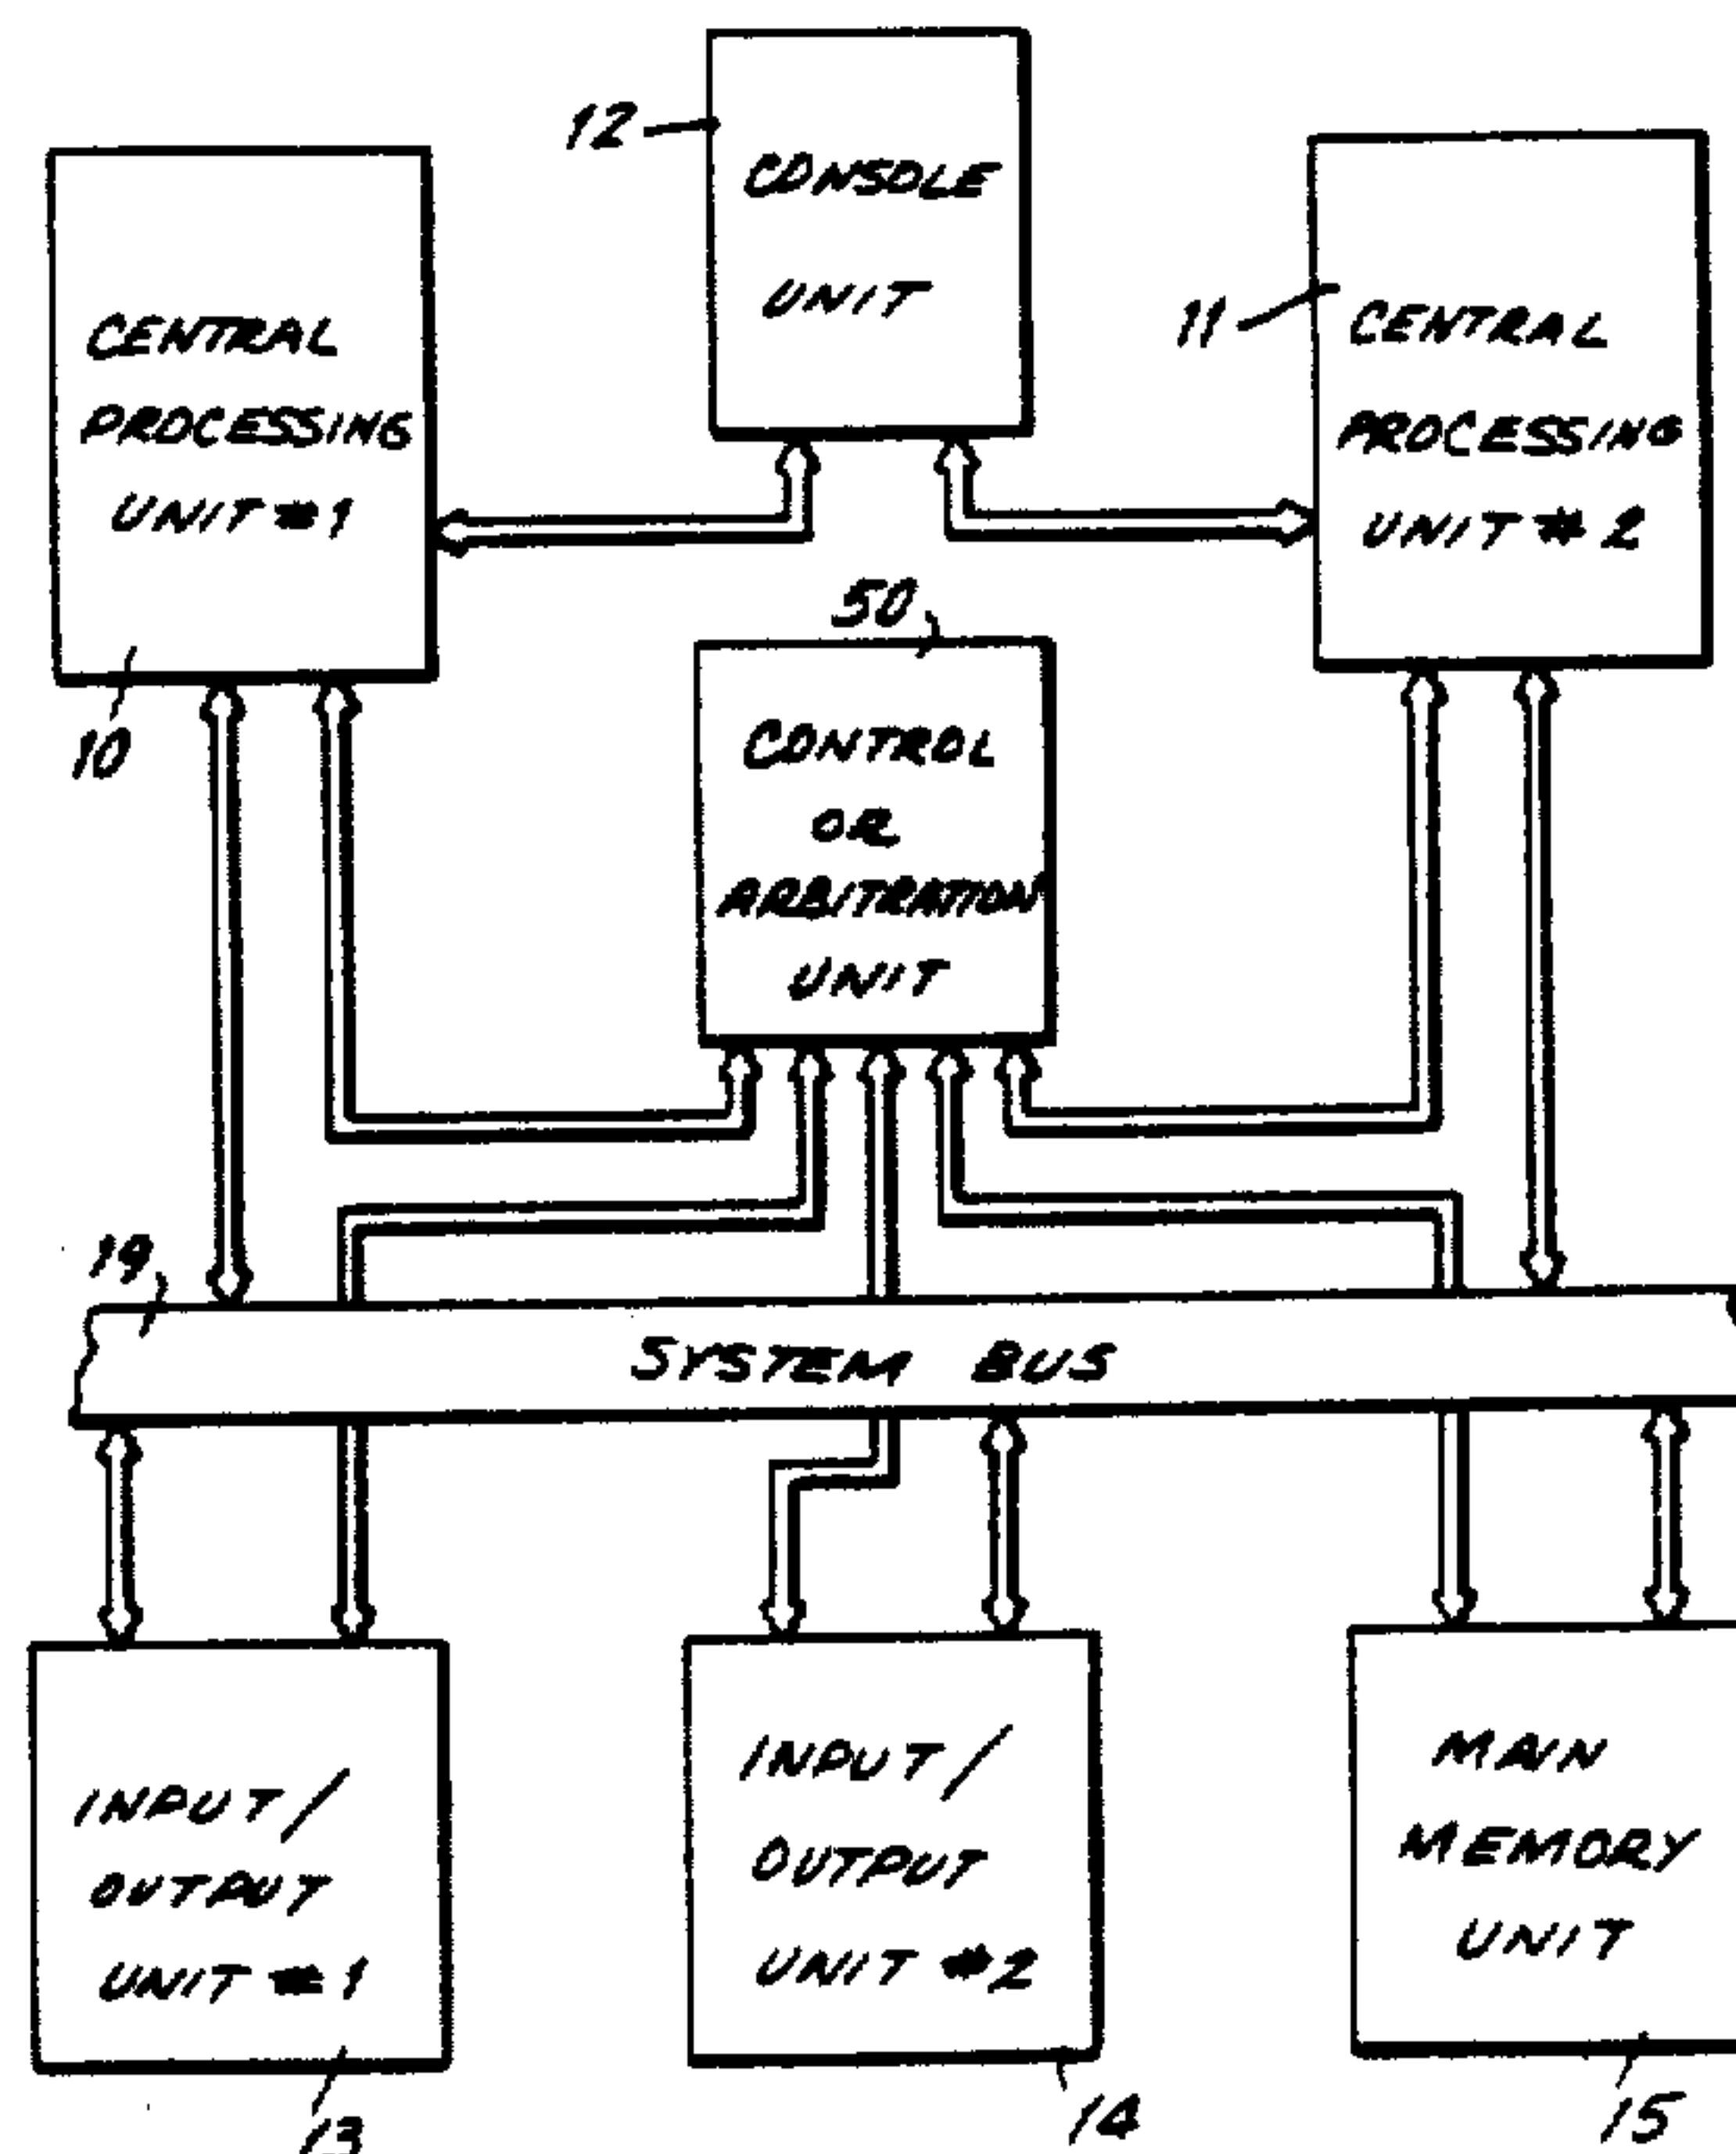 12
CONSOLE
UNIT
CENTRAL
PROCESSING
UNIT #1
10
11
CENTRAL
PROCESSING
UNIT #2
50
CONTROL
OR
ARBITRATION
UNIT
19
SYSTEM BUS
INPUT/
OUTPUT
UNIT #1
13
INPUT/
OUTPUT
UNIT #2
14
MAIN
MEMORY
UNIT
15